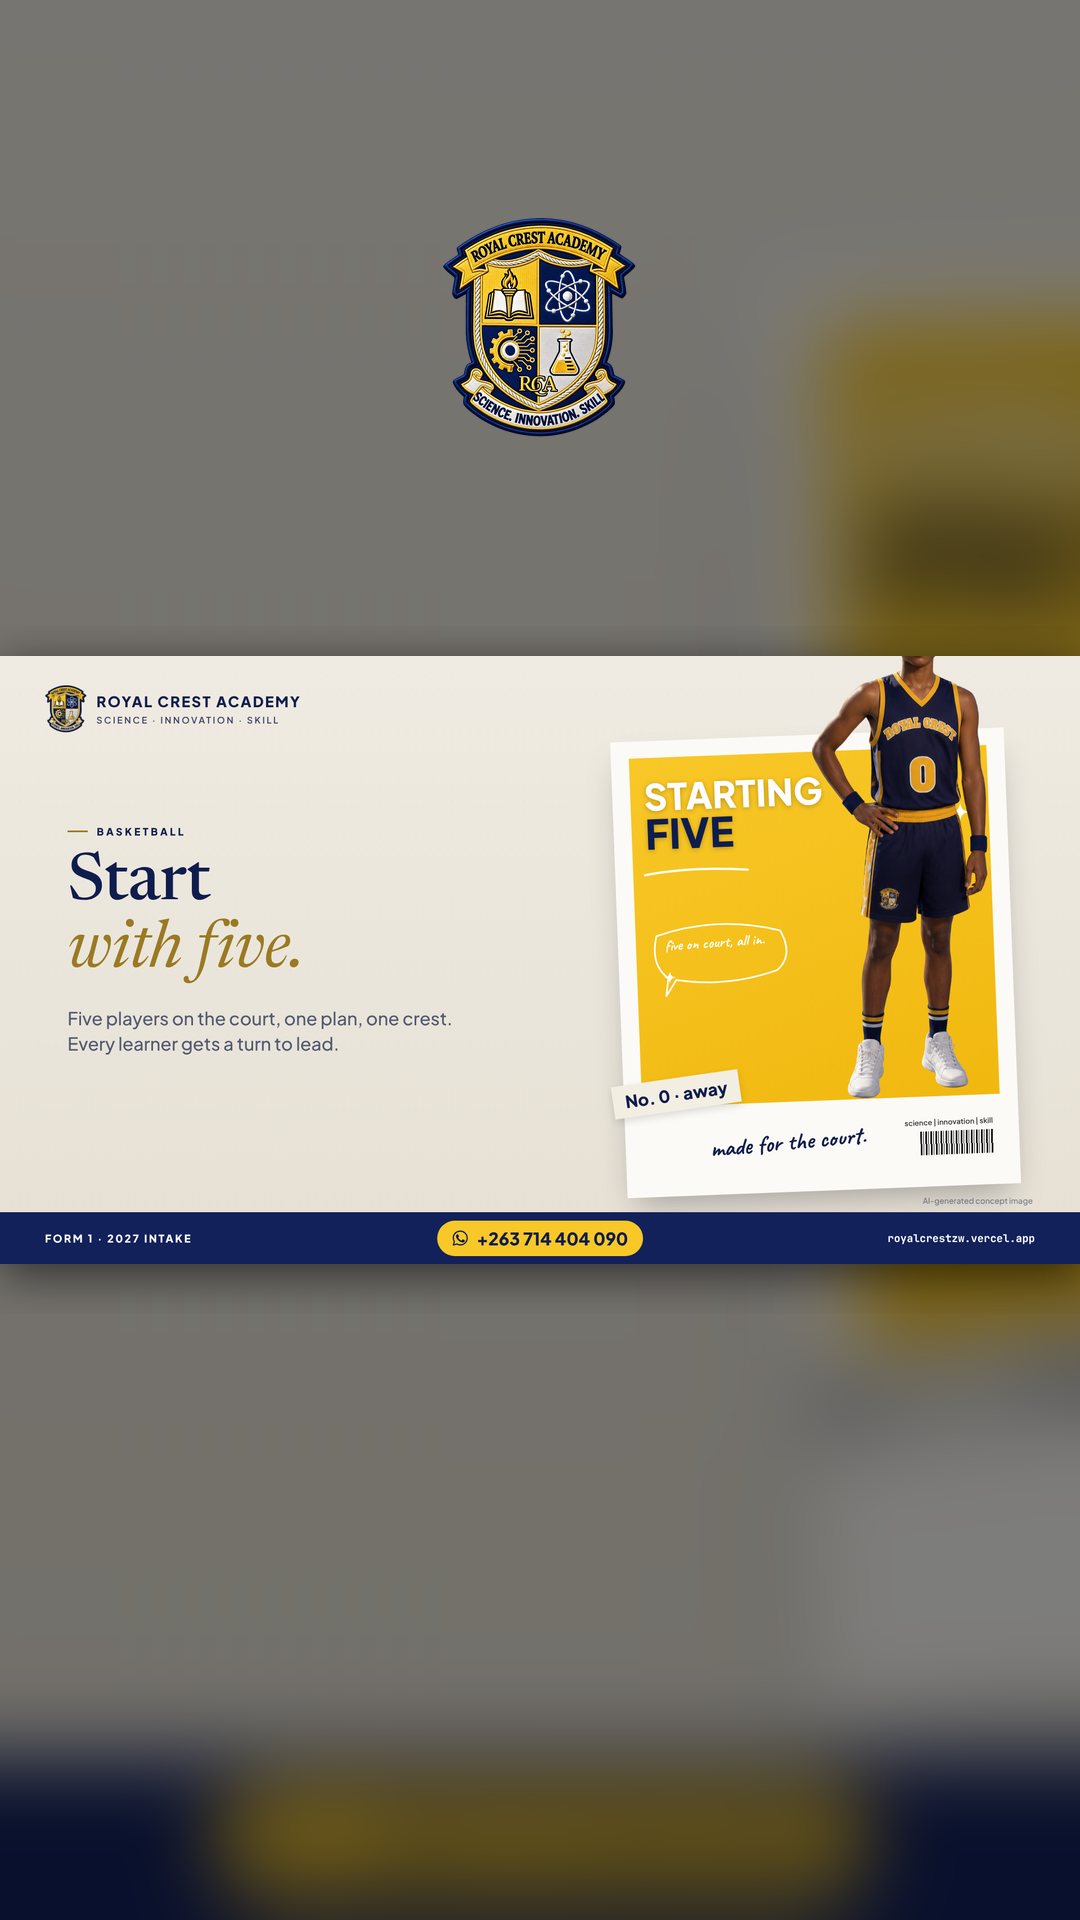 ROYAL CREST ACADEMY
RCA
SCIENCE. INNOVATION. SKILL
ROYAL CREST ACADEMY
SCIENCE · INNOVATION · SKILL
BASKETBALL
Start
with five.
Five players on the court, one plan, one crest.
Every learner gets a turn to lead.
STARTING
FIVE
five on court, all in.
ROYAL CREST
0
No. 0 · away
made for the court.
science | innovation | skill
AI-generated concept image
FORM 1 · 2027 INTAKE
+263 714 404 090
royalcrestzw.vercel.app